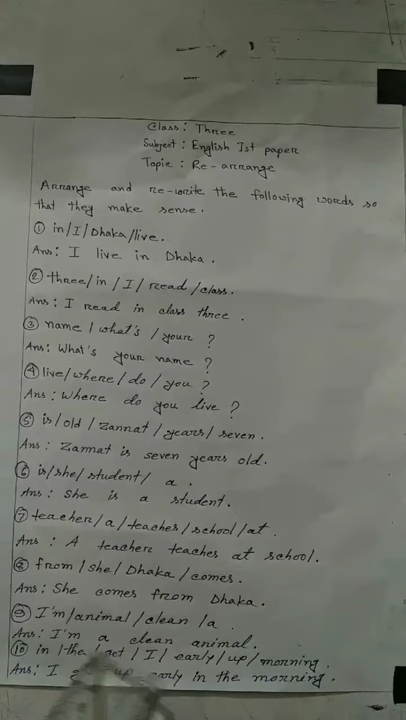 Class: Three
Subject: English Ist paper
Topic: Re-arrange
Arrange and re-write the following words so
that they make sense.
① in/I/Dhaka/live.
Ans: I live in Dhaka.
② three/in/I/read/class.
Ans: I read in class three.
③ name/what's/your?
Ans: What's your name?
④ live/where/do/you?
Ans: Where do you live?
⑤ is/old/Zannat/years/seven.
Ans: Zannat is seven years old.
⑥ is/she/student/a.
Ans: She is a student.
⑦ teacher/a/teaches/school/at.
Ans: A teacher teaches at school.
⑧ from/she/Dhaka/comes.
Ans: She comes from Dhaka.
⑨ I'm/animal/clean/a.
Ans: I'm a clean animal.
⑩ in/the/get/I/early/up/morning.
Ans: I up early in the morning.